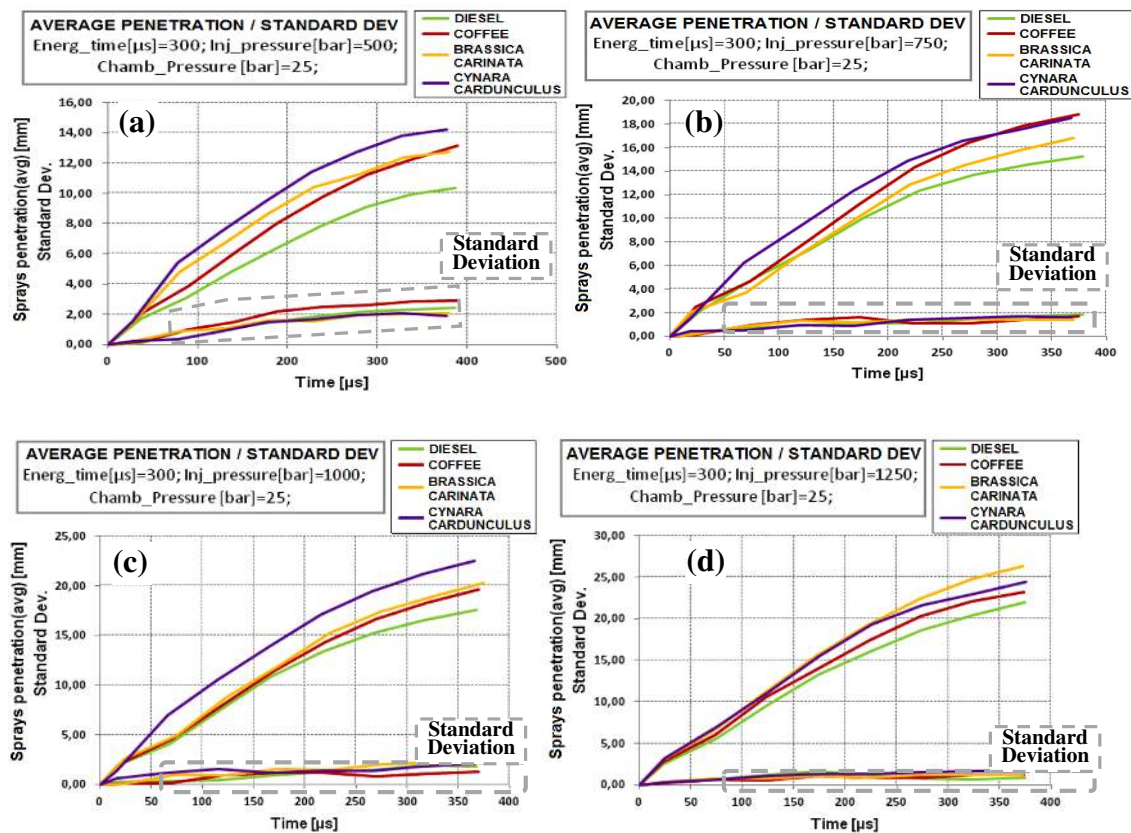 AVERAGE PENETRATION / STANDARD DEV
Energ_time[µs]=300; Inj_pressure[bar]=500;
Chamb_Pressure [bar]=25;
DIESEL
COFFEE
BRASSICA
CARINATA
CYNARA
CARDUNCULUS
(a)
Sprays penetration(avg) [mm]
Standard Dev.
16,00
14,00
12,00
10,00
8,00
6,00
4,00
2,00
0,00
Standard
Deviation
0 100 200 300 400 500
Time [µs]
AVERAGE PENETRATION / STANDARD DEV
Energ_time[µs]=300; Inj_pressure[bar]=750;
Chamb_Pressure [bar]=25;
DIESEL
COFFEE
BRASSICA
CARINATA
CYNARA
CARDUNCULUS
(b)
Sprays penetration(avg) [mm]
Standard Dev.
20,00
18,00
16,00
14,00
12,00
10,00
8,00
6,00
4,00
2,00
0,00
Standard
Deviation
0 50 100 150 200 250 300 350 400
Time [µs]
AVERAGE PENETRATION / STANDARD DEV
Energ_time[µs]=300; Inj_pressure[bar]=1000;
Chamb_Pressure [bar]=25;
DIESEL
COFFEE
BRASSICA
CARINATA
CYNARA
CARDUNCULUS
(c)
Sprays penetration(avg) [mm]
Standard Dev.
25,00
20,00
15,00
10,00
5,00
0,00
Standard
Deviation
0 50 100 150 200 250 300 350 400
Time [µs]
AVERAGE PENETRATION / STANDARD DEV
Energ_time[µs]=300; Inj_pressure[bar]=1250;
Chamb_Pressure [bar]=25;
DIESEL
COFFEE
BRASSICA
CARINATA
CYNARA
CARDUNCULUS
(d)
Sprays penetration(avg) [mm]
Standard Dev.
30,00
25,00
20,00
15,00
10,00
5,00
0,00
Standard
Deviation
0 50 100 150 200 250 300 350 400
Time [µs]